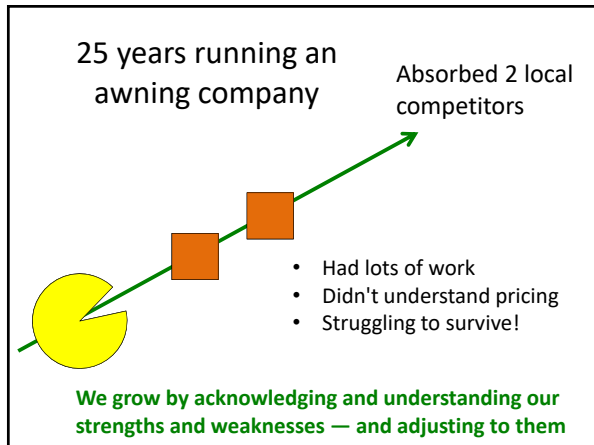 25 years running an
awning company
Absorbed 2 local
competitors
• Had lots of work
• Didn't understand pricing
• Struggling to survive!
We grow by acknowledging and understanding our
strengths and weaknesses — and adjusting to them